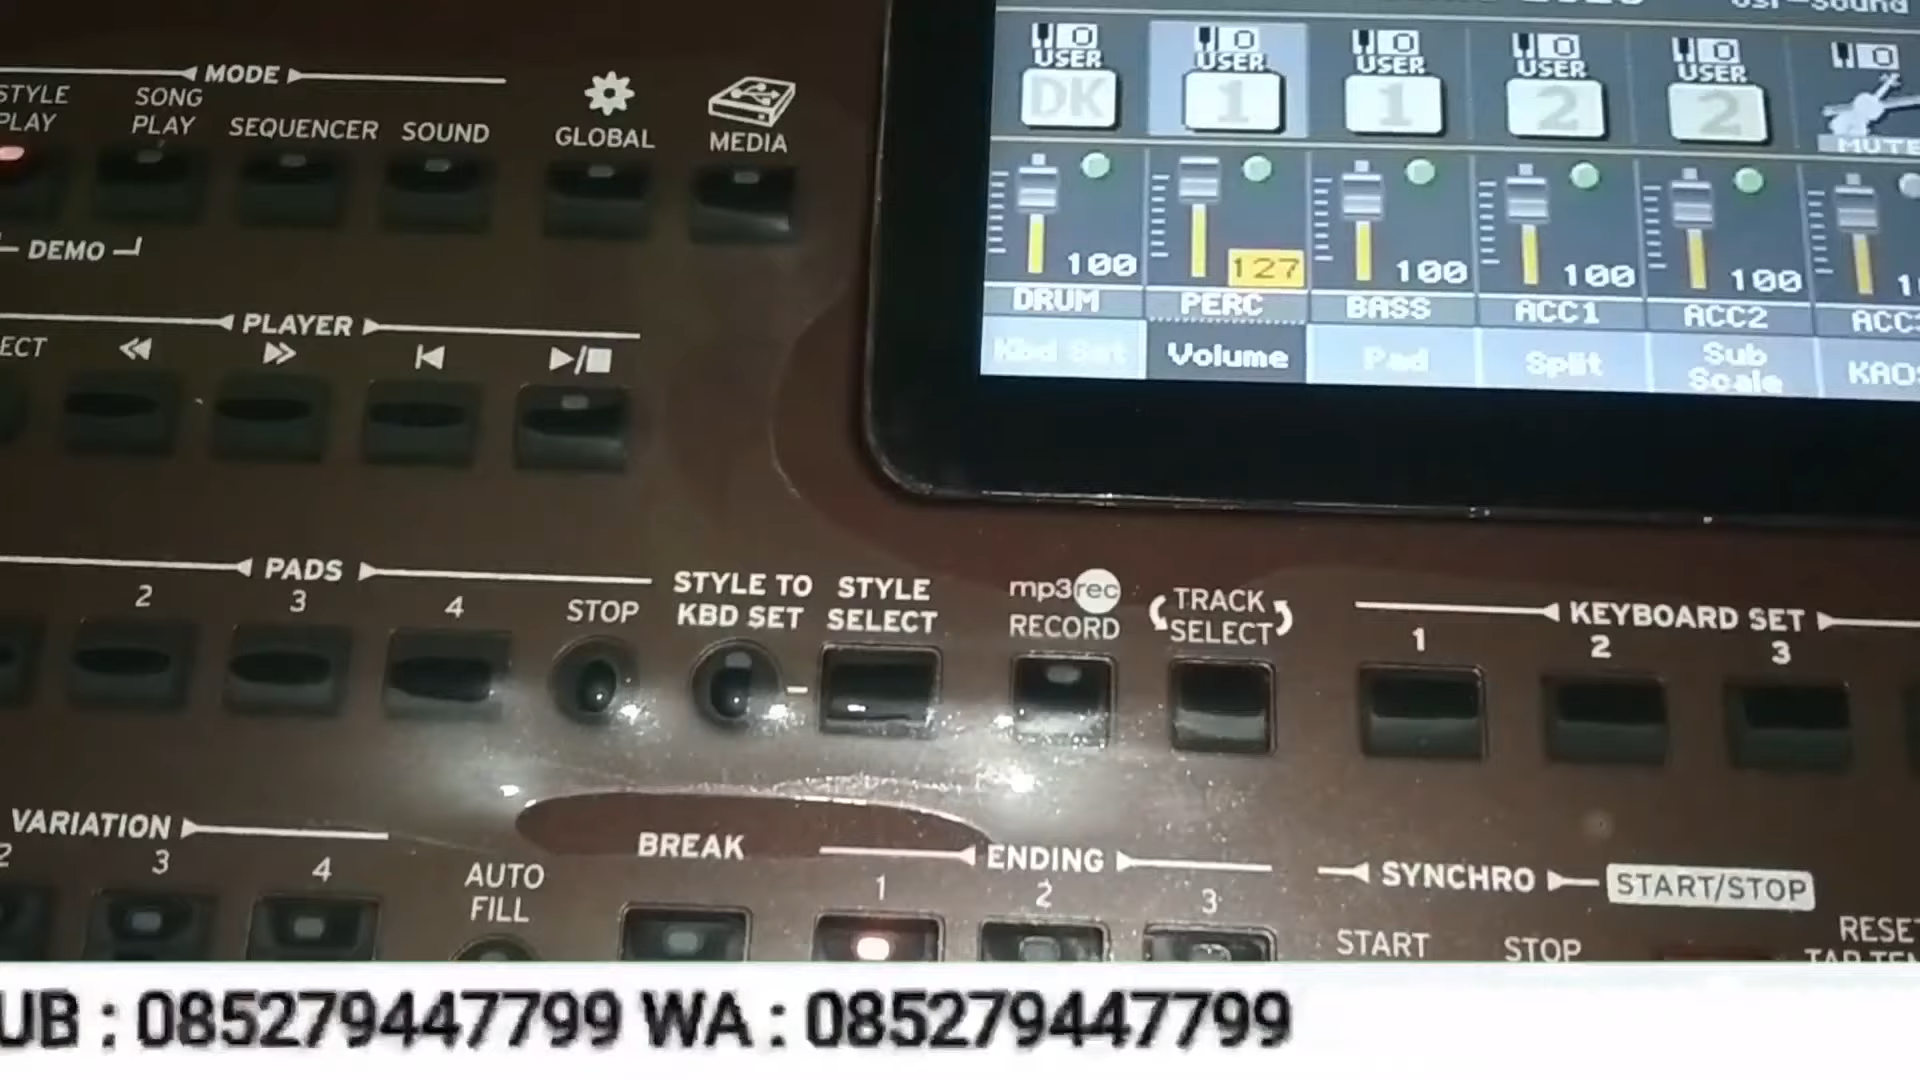 MODE
STYLE PLAY
SONG PLAY
SEQUENCER
SOUND
GLOBAL
MEDIA
DEMO
PLAYER
ECT
PADS
2
3
4
STOP
STYLE TO KBD SET
STYLE SELECT
mp3rec
RECORD
TRACK SELECT
KEYBOARD SET
1
2
3
VARIATION
2
3
4
AUTO FILL
BREAK
ENDING
1
2
3
SYNCHRO
START/STOP
START
STOP
USER USER USER USER USER
DK 1 1 2 2
MUTE
100 127 100 100 100
DRUM PERC BASS ACC1 ACC2
Kbd Set Volume Pad Split Sub Scale
UB : 085279447799 WA : 085279447799